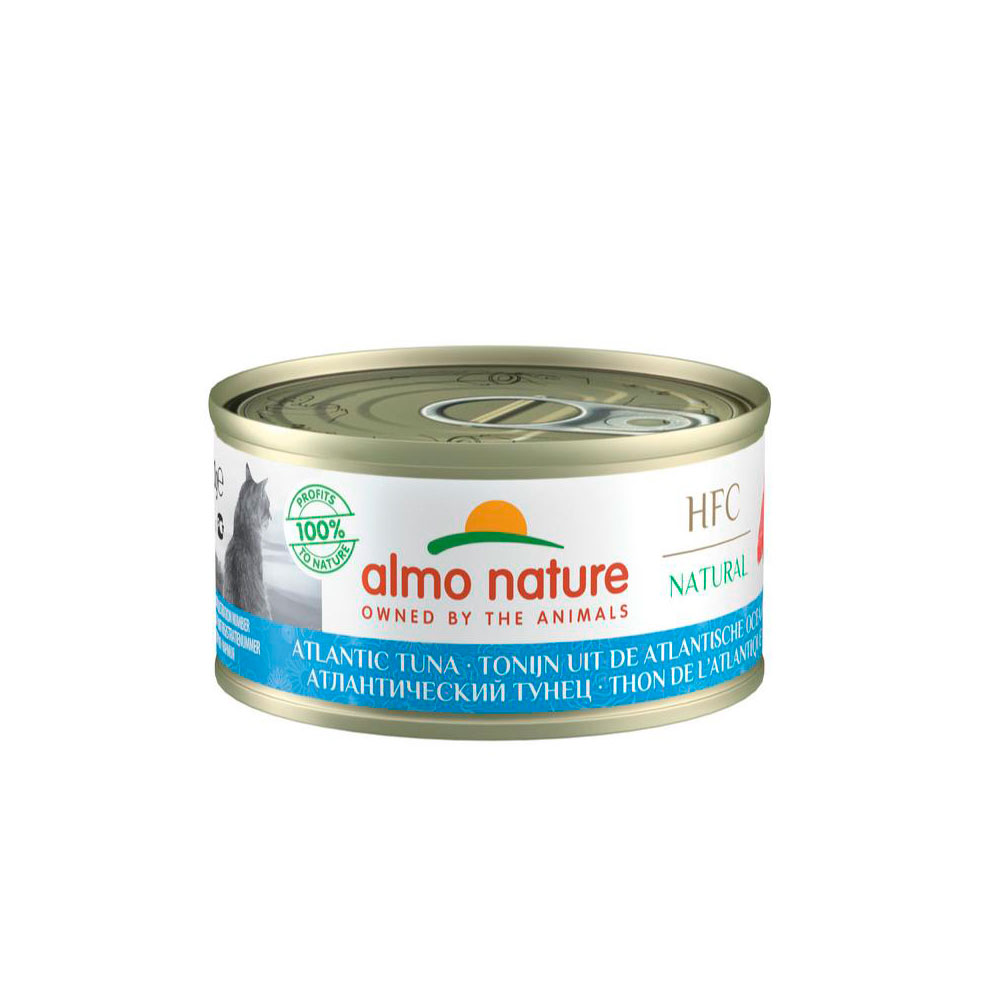 PROFITS
100%
TO NATURE
almo nature
OWNED BY THE ANIMALS
HFC
NATURAL
ATLANTIC TUNA · TONIJN UIT DE ATLANTISCHE
АТЛАНТИЧЕСКИЙ ТУНЕЦ · THON DE L'ATLANTIQUE
NUMBER